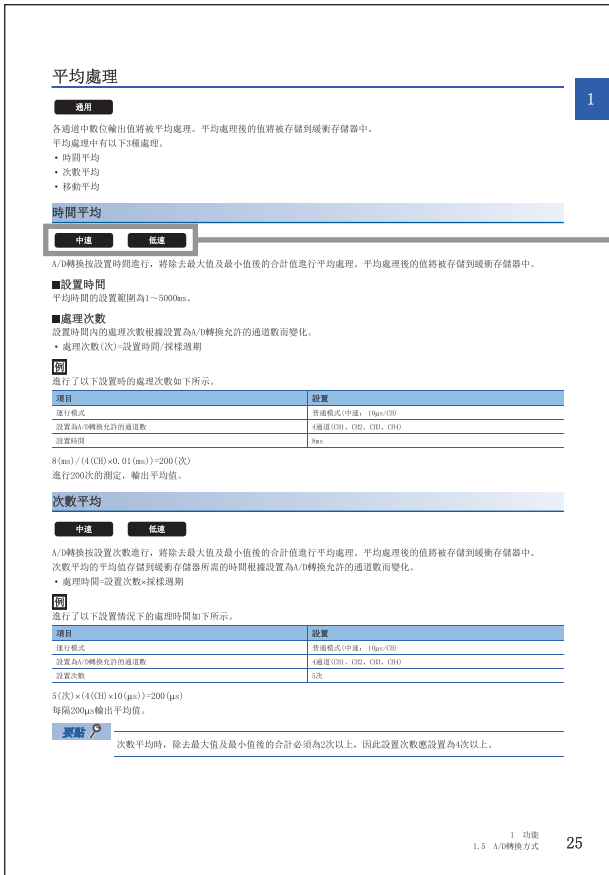 平均處理
1
通用
各通道中數位輸出值將被平均處理。平均處理後的值將被存儲到緩衝存儲器中。
平均處理中有以下3種處理。
• 時間平均
• 次數平均
• 移動平均
時間平均
中速 低速
A/D轉換按設置時間進行，將除去最大值及最小值後的合計值進行平均處理，平均處理後的值將被存儲到緩衝存儲器中。
■設置時間
平均時間的設置範圍為1～5000ms。
■處理次數
設置時間內的處理次數根據設置為A/D轉換允許的通道數而變化。
• 處理次數(次)=設置時間/採樣週期
例
進行了以下設置時的處理次數如下所示。
項目 設置
運行模式 普通模式(中速: 10μs/CH)
設置為A/D轉換允許的通道數 4通道(CH1、CH2、CH3、CH4)
設置時間 8ms
8(ms)/(4(CH)×0.01(ms))=200(次)
進行200次的測定，輸出平均值。
次數平均
中速 低速
A/D轉換按設置次數進行，將除去最大值及最小值後的合計值進行平均處理。平均處理後的值將被存儲到緩衝存儲器中。
次數平均的平均值存儲到緩衝存儲器所需的時間根據設置為A/D轉換允許的通道數而變化。
• 處理時間=設置次數×採樣週期
例
進行了以下設置情況下的處理時間如下所示。
項目 設置
運行模式 普通模式(中速: 10μs/CH)
設置為A/D轉換允許的通道數 4通道(CH1、CH2、CH3、CH4)
設置次數 5次
5(次)×(4(CH)×10(μs))=200(μs)
每隔200μs輸出平均值。
要點
次數平均時，除去最大值及最小值後的合計必須為2次以上，因此設置次數應設置為4次以上。
1 功能
1.5 A/D轉換方式 25